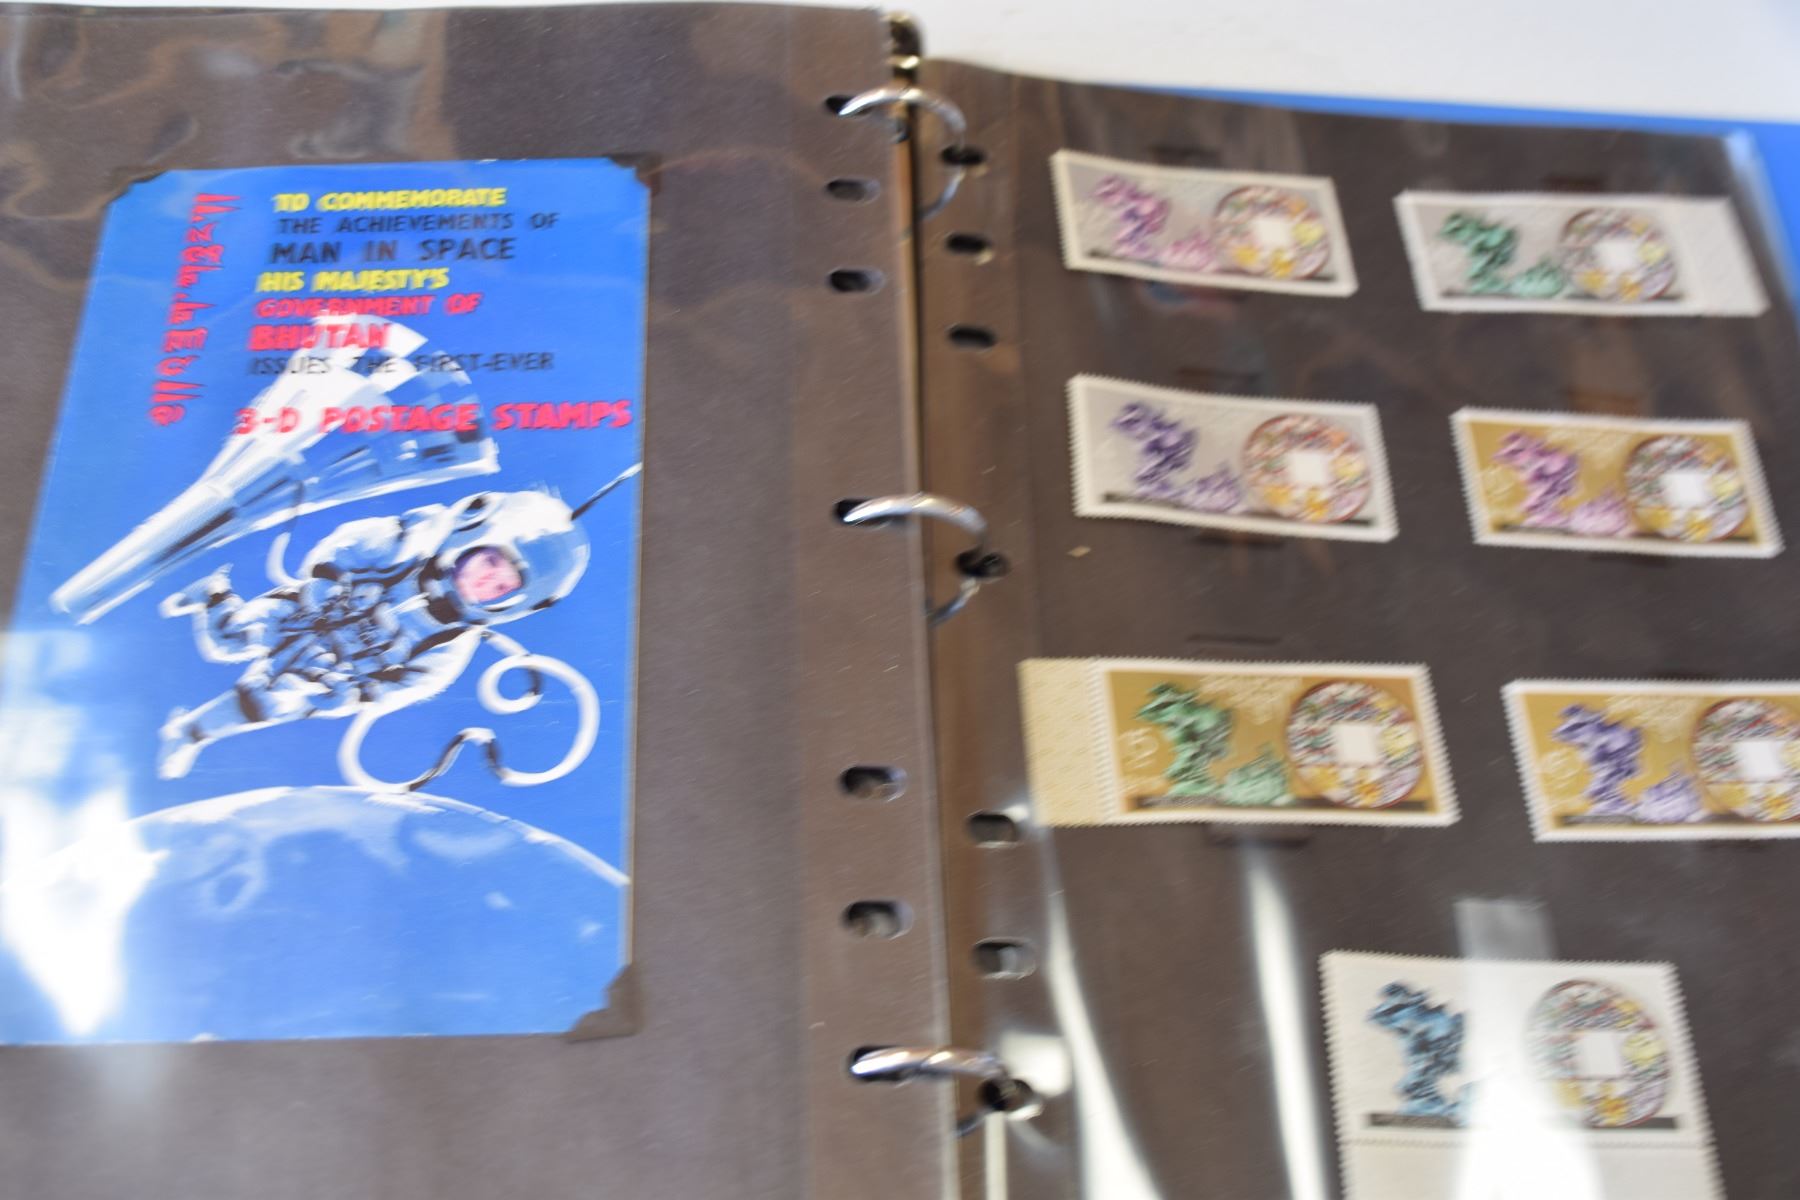 TO COMMEMORATE
THE ACHIEVEMENTS OF
MAN IN SPACE
HIS MAJESTY'S
GOVERNMENT OF
BHUTAN
ISSUES THE FIRST-EVER
3-D POSTAGE STAMPS